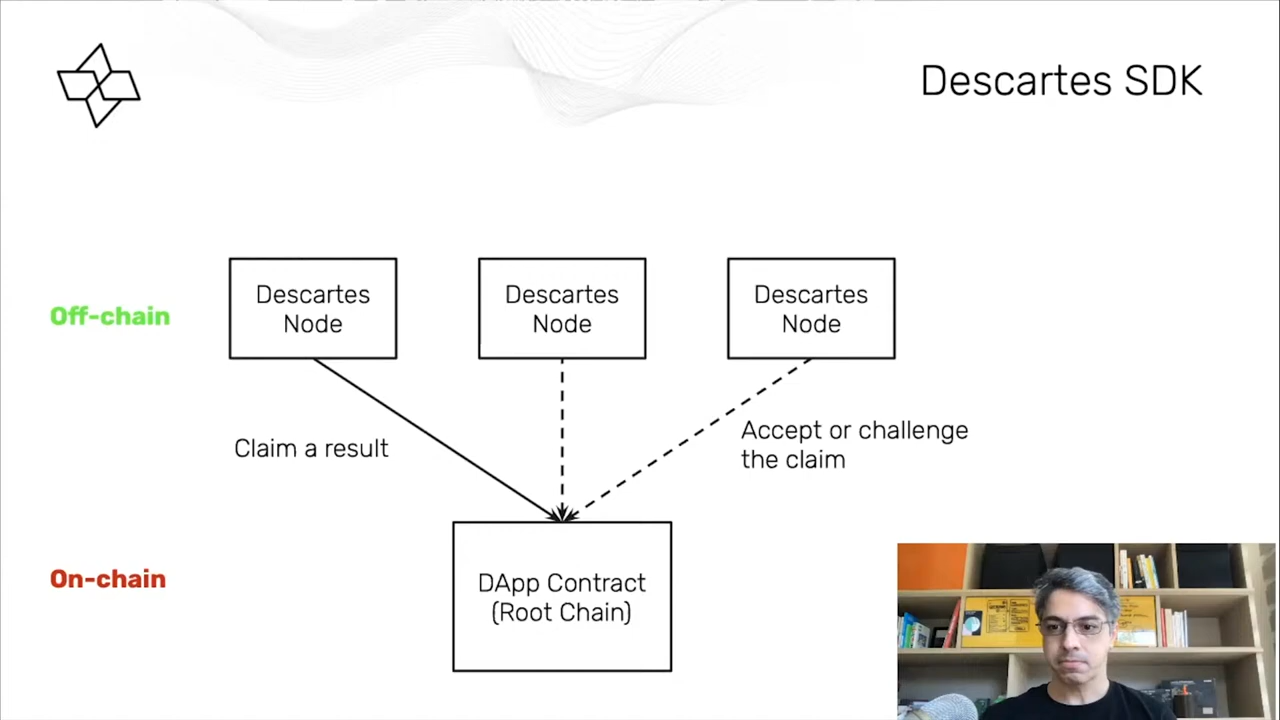 Descartes SDK
Off-chain
Descartes
Node
Descartes
Node
Descartes
Node
Claim a result
Accept or challenge
the claim
On-chain
DApp Contract
(Root Chain)